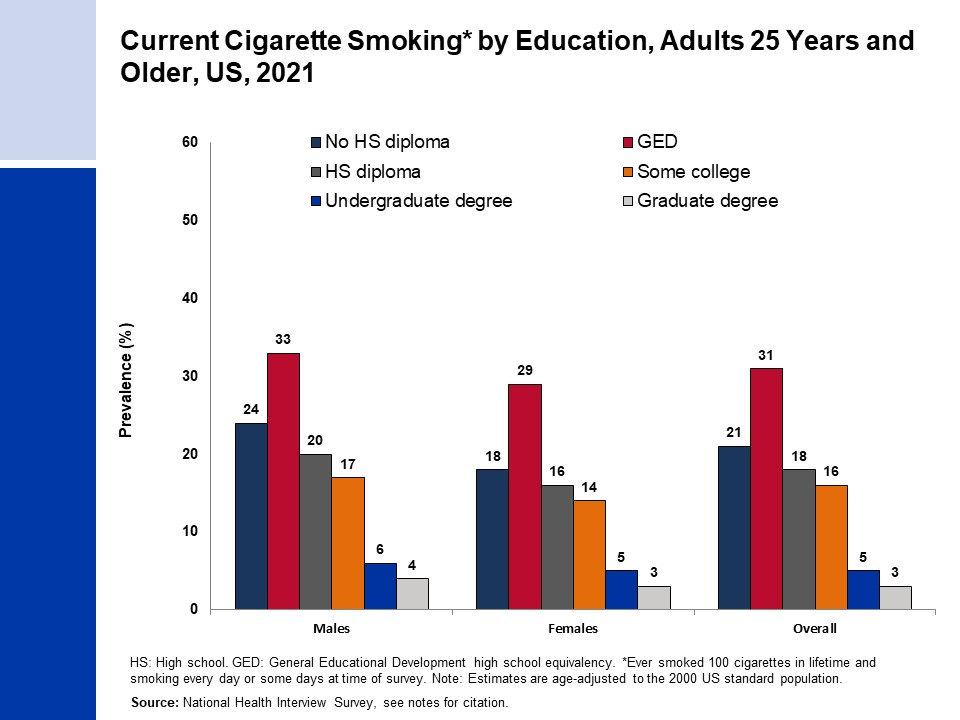 Current Cigarette Smoking* by Education, Adults 25 Years and
Older, US, 2021
No HS diploma
GED
HS diploma
Some college
Undergraduate degree
Graduate degree
Prevalence (%)
60
50
40
30
20
10
0
24
33
20
17
6
4
18
29
16
14
5
3
21
31
18
16
5
3
Males
Females
Overall
HS: High school. GED: General Educational Development high school equivalency. *Ever smoked 100 cigarettes in lifetime and
smoking every day or some days at time of survey. Note: Estimates are age-adjusted to the 2000 US standard population.
Source: National Health Interview Survey, see notes for citation.